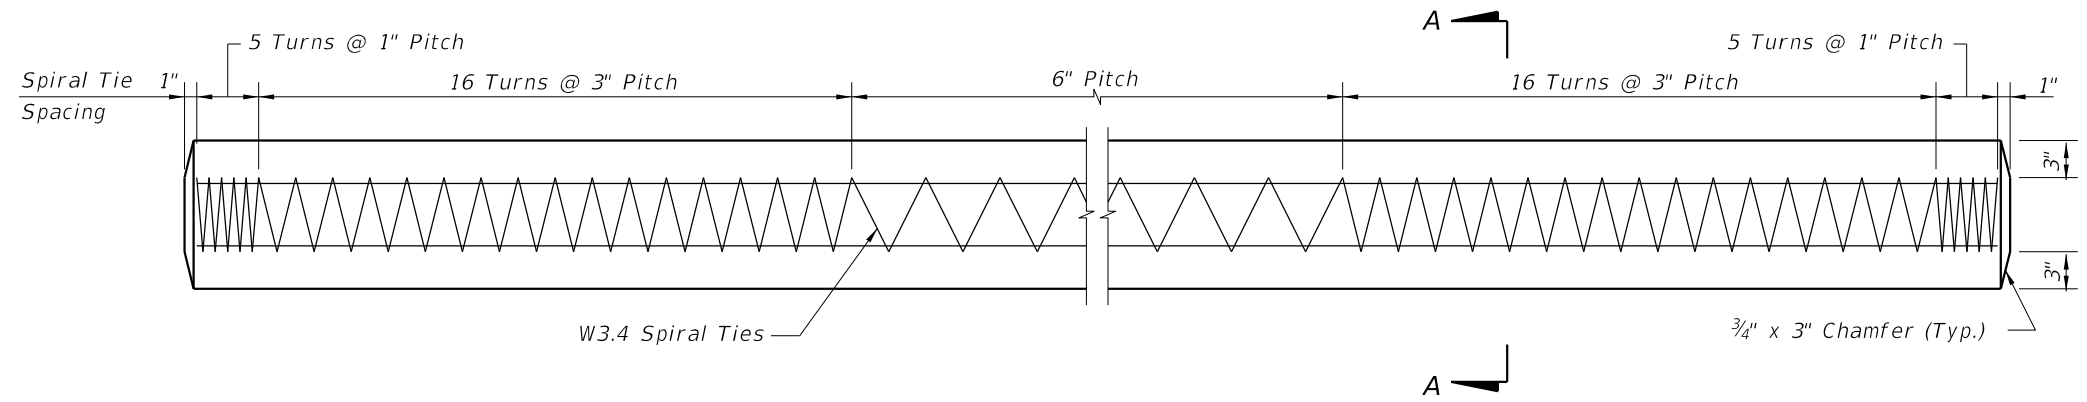 A
5 Turns @ 1" Pitch
5 Turns @ 1" Pitch
Spiral Tie
1"
16 Turns @ 3" Pitch
6" Pitch
16 Turns @ 3" Pitch
1"
Spacing
3"
3"
W3.4 Spiral Ties
¾" x 3" Chamfer (Typ.)
A